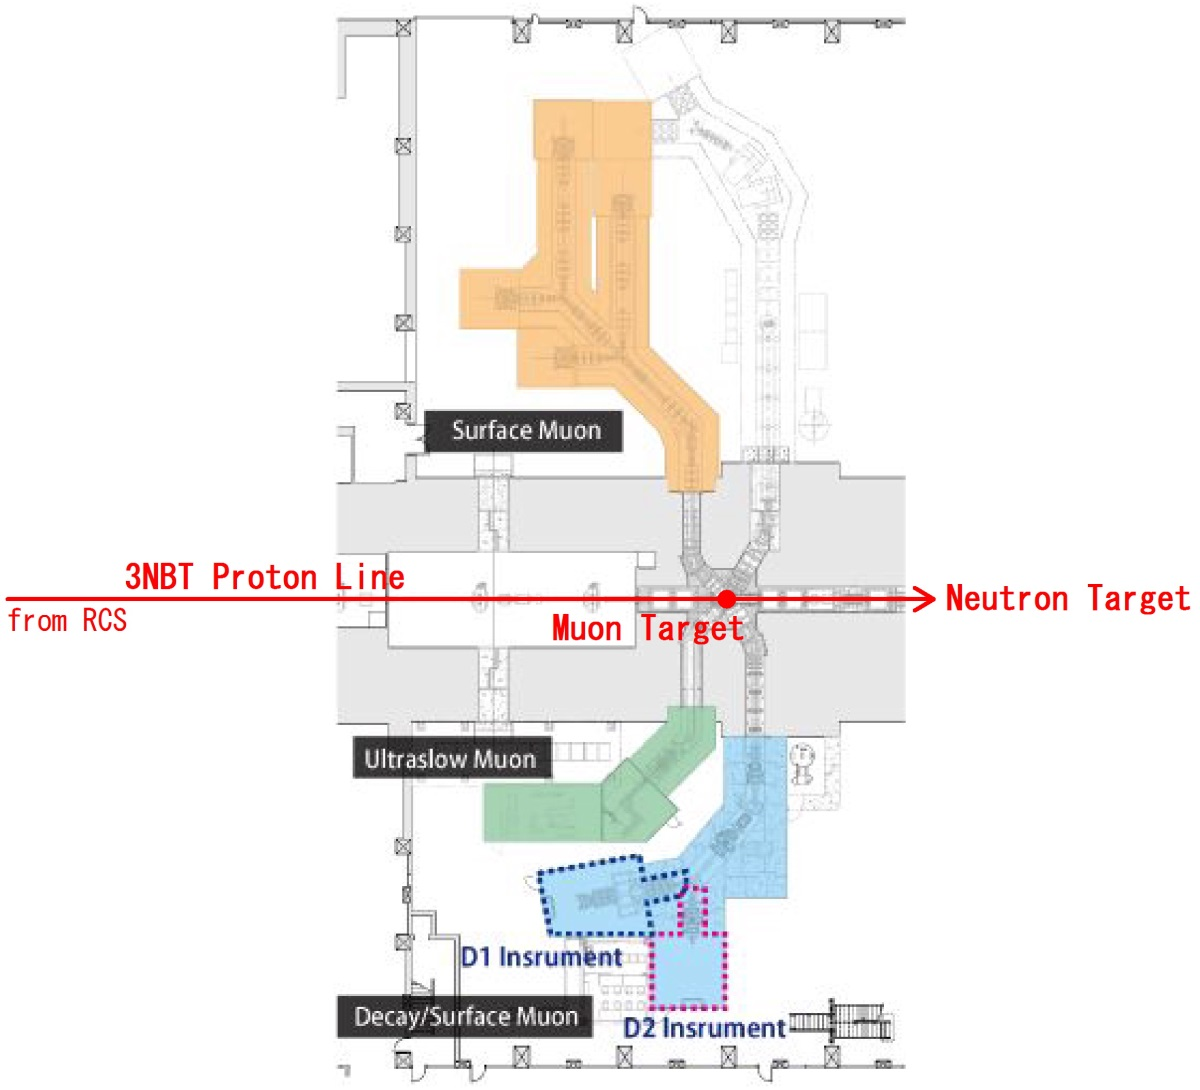 Surface Muon
3NBT Proton Line
from RCS
Neutron Target
Muon Target
Ultraslow Muon
D1 Insrument
Decay/Surface Muon
D2 Insrument